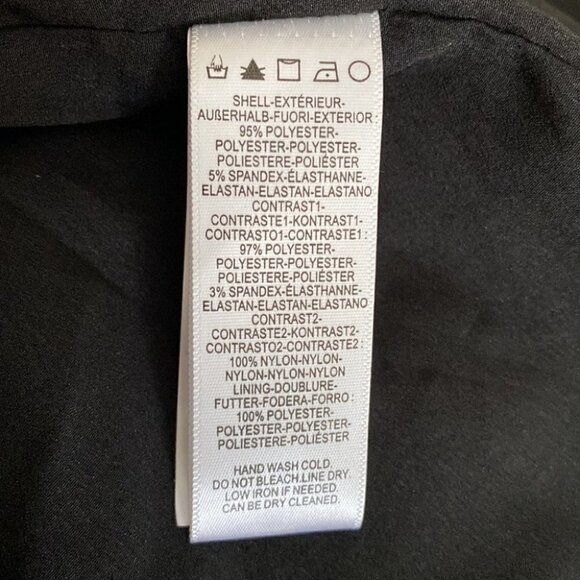 SHELL-EXTÉRIEUR-
AUßERHALB-FUORI-EXTERIOR :
95% POLYESTER-
POLYESTER-POLYESTER-
POLIESTERE-POLIÉSTER
5% SPANDEX-ÉLASTHANNE-
ELASTAN-ELASTAN-ELASTANO
CONTRAST1-
CONTRASTE1-KONTRAST1-
CONTRASTO1-CONTRASTE1 :
97% POLYESTER-
POLYESTER-POLYESTER-
POLIESTERE-POLIÉSTER
3% SPANDEX-ÉLASTHANNE-
ELASTAN-ELASTAN-ELASTANO
CONTRAST2-
CONTRASTE2-KONTRAST2-
CONTRASTO2-CONTRASTE2 :
100% NYLON-NYLON-
NYLON-NYLON-NYLON
LINING-DOUBLURE-
FUTTER-FODERA-FORRO :
100% POLYESTER-
POLYESTER-POLYESTER-
POLIESTERE-POLIÉSTER
HAND WASH COLD.
DO NOT BLEACH.LINE DRY.
LOW IRON IF NEEDED.
CAN BE DRY CLEANED.